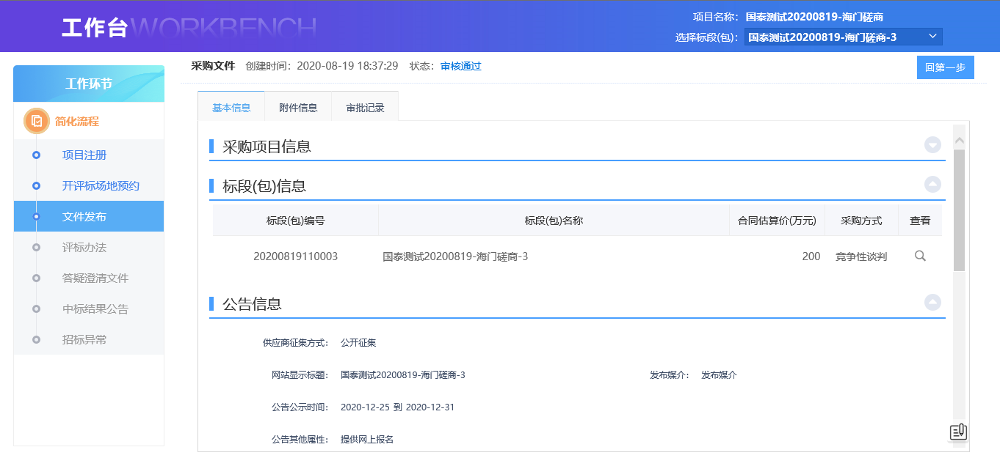 工作台WORKBENCH
项目名称： 国泰测试20200819-海门磋商
选择标段(包)： 国泰测试20200819-海门磋商-3
采购文件 创建时间：2020-08-19 18:37:29 状态：审核通过
回第一步
工作环节
简化流程
项目注册
开评标场地预约
文件发布
评标办法
答疑澄清文件
中标结果公告
招标异常
基本信息 附件信息 审批记录
采购项目信息
标段(包)信息
标段(包)编号 标段(包)名称 合同估算价(万元) 采购方式 查看
20200819110003 国泰测试20200819-海门磋商-3 200 竞争性谈判
公告信息
供应商征集方式： 公开征集
网站显示标题： 国泰测试20200819-海门磋商-3 发布媒介： 发布媒介
公告公示时间： 2020-12-25 到 2020-12-31
公告其他属性： 提供网上报名